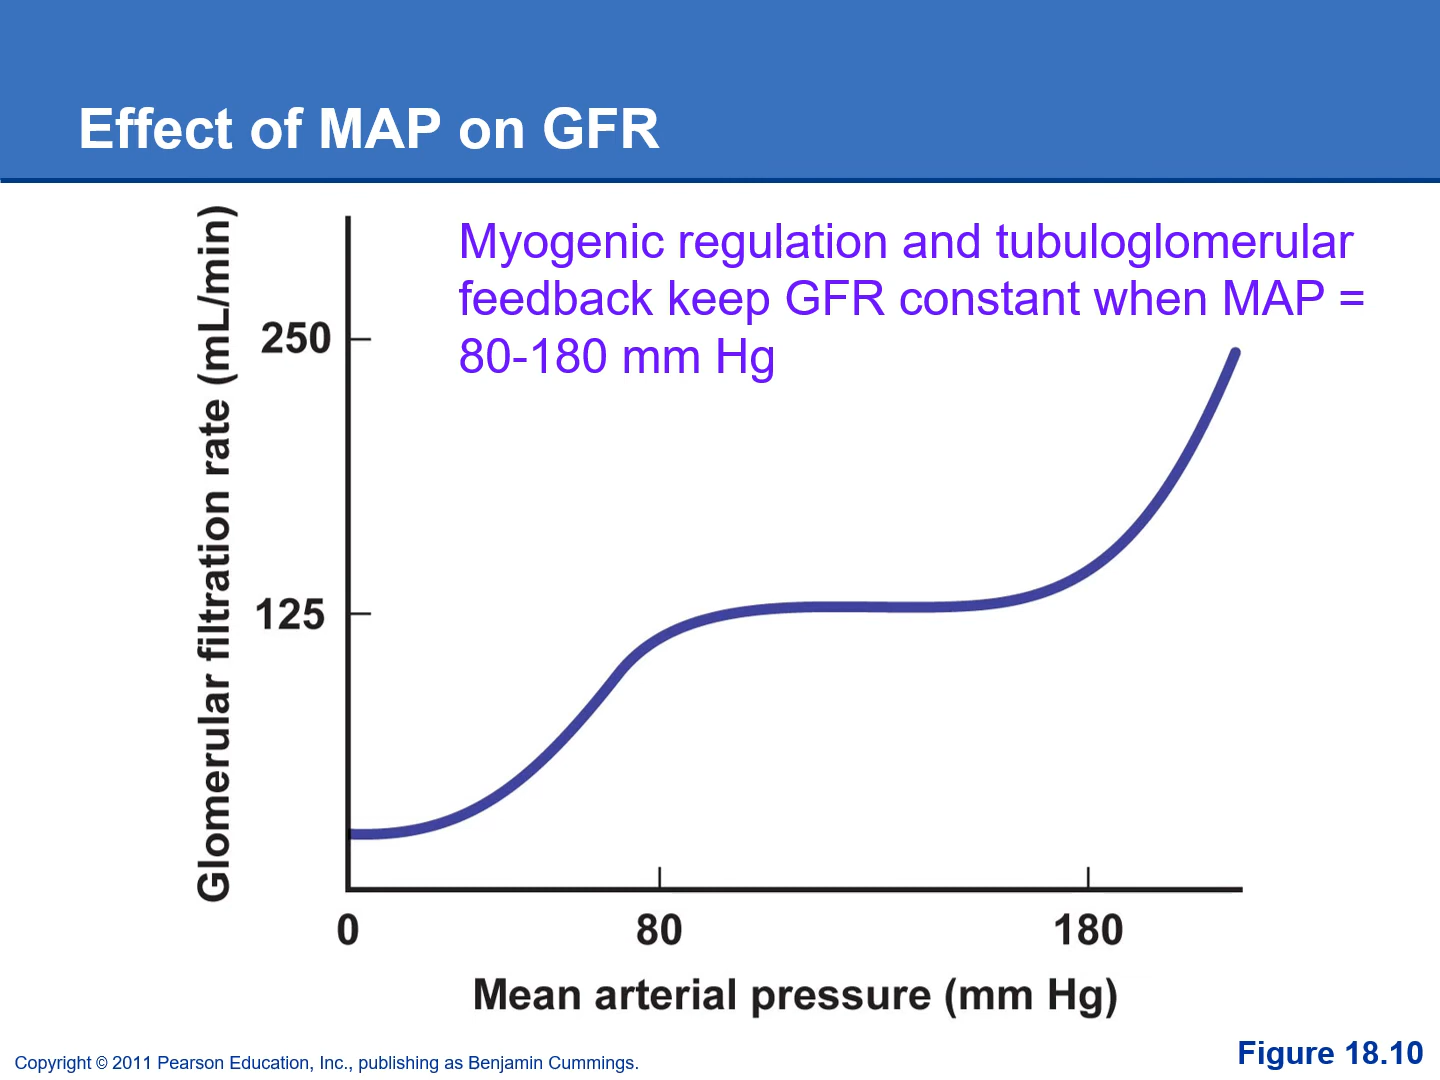 Effect of MAP on GFR
Myogenic regulation and tubuloglomerular
feedback keep GFR constant when MAP =
80-180 mm Hg
Glomerular filtration rate (mL/min)
250
125
0 80 180
Mean arterial pressure (mm Hg)
Figure 18.10
Copyright © 2011 Pearson Education, Inc., publishing as Benjamin Cummings.